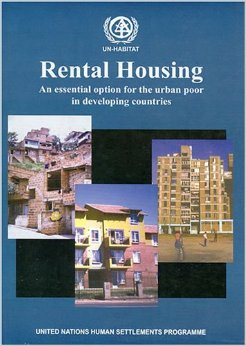 UN-HABITAT
Rental Housing
An essential option for the urban poor
in developing countries
UNITED NATIONS HUMAN SETTLEMENTS PROGRAMME